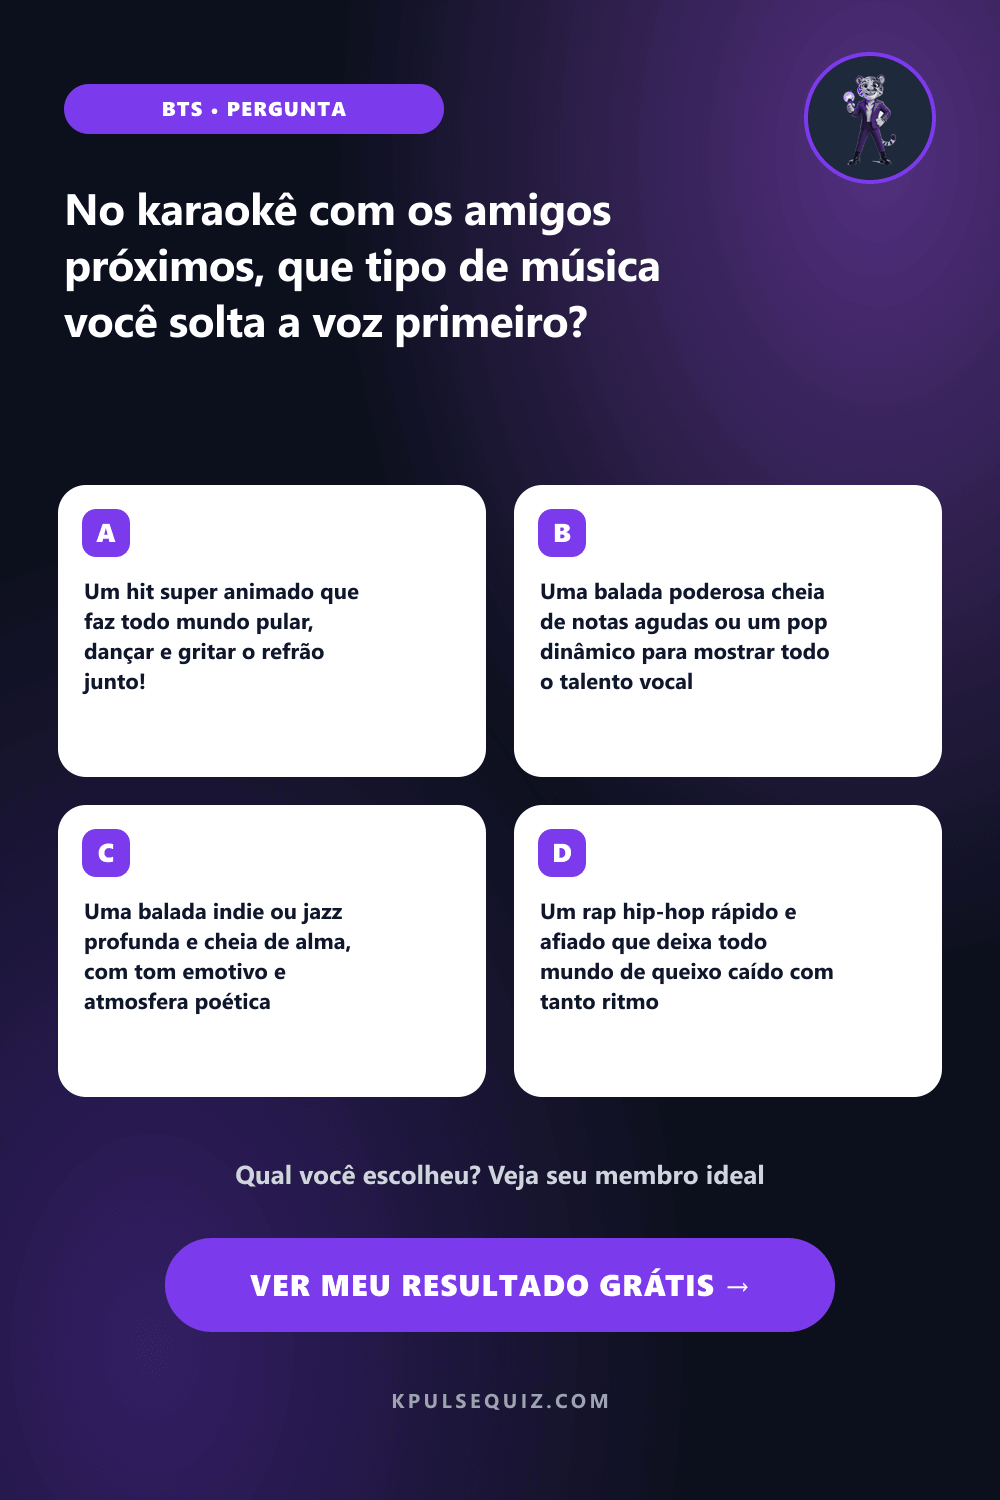 BTS • PERGUNTA
No karaokê com os amigos
próximos, que tipo de música
você solta a voz primeiro?
A
Um hit super animado que
faz todo mundo pular,
dançar e gritar o refrão
junto!
B
Uma balada poderosa cheia
de notas agudas ou um pop
dinâmico para mostrar todo
o talento vocal
C
Uma balada indie ou jazz
profunda e cheia de alma,
com tom emotivo e
atmosfera poética
D
Um rap hip-hop rápido e
afiado que deixa todo
mundo de queixo caído com
tanto ritmo
Qual você escolheu? Veja seu membro ideal
VER MEU RESULTADO GRÁTIS →
KPULSEQUIZ.COM